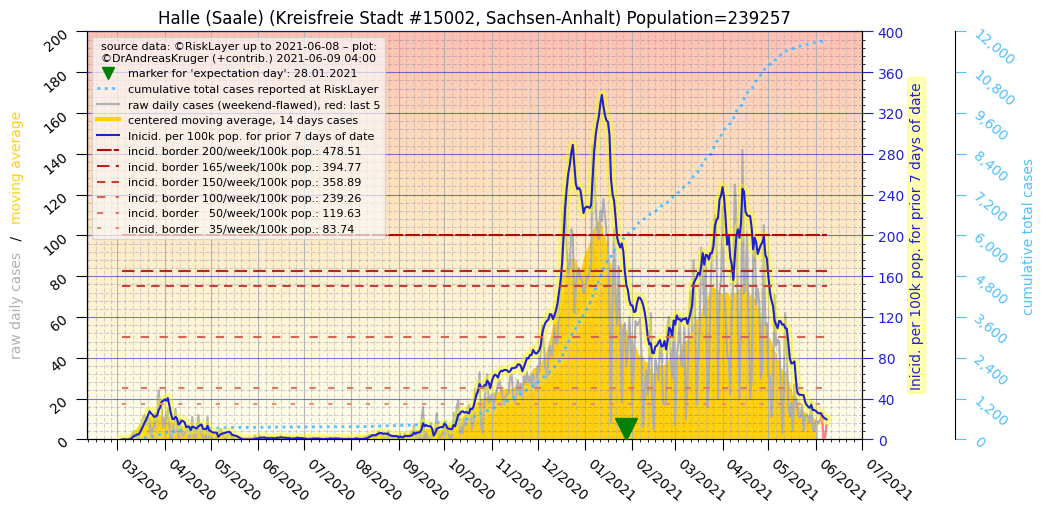 Halle (Saale) (Kreisfreie Stadt #15002, Sachsen-Anhalt) Population=239257
source data: ©RiskLayer up to 2021-06-08 – plot:
©DrAndreasKruger (+contrib.) 2021-06-09 04:00
marker for 'expectation day': 28.01.2021
cumulative total cases reported at RiskLayer
raw daily cases (weekend-flawed), red: last 5
centered moving average, 14 days cases
Inicid. per 100k pop. for prior 7 days of date
incid. border 200/week/100k pop.: 478.51
incid. border 165/week/100k pop.: 394.77
incid. border 150/week/100k pop.: 358.89
incid. border 100/week/100k pop.: 239.26
incid. border 50/week/100k pop.: 119.63
incid. border 35/week/100k pop.: 83.74
raw daily cases / moving average
200
180
160
140
120
100
80
60
40
20
0
400
360
320
280
240
200
160
120
80
40
0
Inicid. per 100k pop. for prior 7 days of date
12,000
10,800
9,600
8,400
7,200
6,000
4,800
3,600
2,400
1,200
0
cumulative total cases
03/2020
04/2020
05/2020
06/2020
07/2020
08/2020
09/2020
10/2020
11/2020
12/2020
01/2021
02/2021
03/2021
04/2021
05/2021
06/2021
07/2021